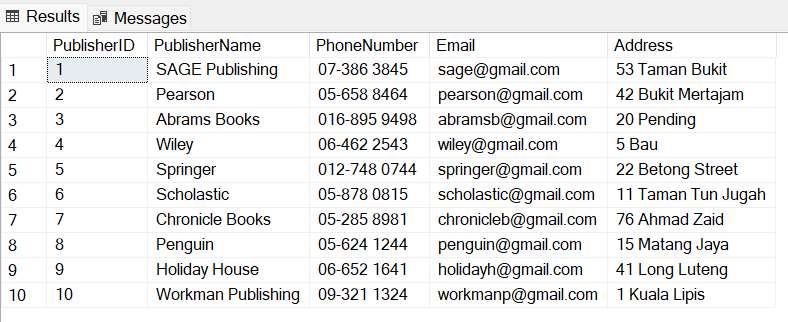 Results Messages
PublisherID PublisherName PhoneNumber Email Address
1 1 SAGE Publishing 07-386 3845 sage@gmail.com 53 Taman Bukit
2 2 Pearson 05-658 8464 pearson@gmail.com 42 Bukit Mertajam
3 3 Abrams Books 016-895 9498 abramsb@gmail.com 20 Pending
4 4 Wiley 06-462 2543 wiley@gmail.com 5 Bau
5 5 Springer 012-748 0744 springer@gmail.com 22 Betong Street
6 6 Scholastic 05-878 0815 scholastic@gmail.com 11 Taman Tun Jugah
7 7 Chronicle Books 05-285 8981 chronicleb@gmail.com 76 Ahmad Zaid
8 8 Penguin 05-624 1244 penguin@gmail.com 15 Matang Jaya
9 9 Holiday House 06-652 1641 holidayh@gmail.com 41 Long Luteng
10 10 Workman Publishing 09-321 1324 workmanp@gmail.com 1 Kuala Lipis